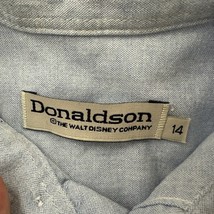 Donaldson
©THE WALT DISNEY COMPANY
14